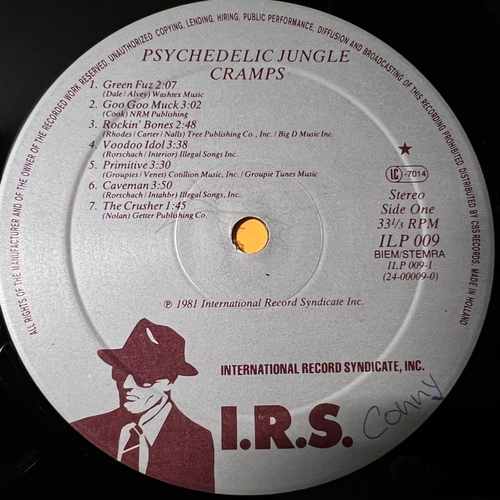 ALL RIGHTS OF THE MANUFACTURER AND OF THE OWNER OF THE RECORDED WORK RESERVED, UNAUTHORIZED COPYING, LENDING, HIRING, PUBLIC PERFORMANCE, DIFFUSION AND BROADCASTING OF THIS RECORDING PROHIBITED. DISTRIBUTED BY CBS RECORDS. MADE IN HOLLAND
PSYCHEDELIC JUNGLE
CRAMPS
1. Green Fuz 2:07
(Dale/Alvey) Washtex Music
2. Goo Goo Muck 3:02
(Cook) NRM Publishing
3. Rockin' Bones 2:48
(Rhodes/Carter/Nalls) Tree Publishing Co., Inc./Big D Music Inc.
4. Voodoo Idol 3:38
(Rorschach/Interior) Illegal Songs Inc.
5. Primitive 3:30
(Groupies/Venet) Conillion Music, Inc./Groupie Tunes Music
6. Caveman 3:50
(Rorschach/Intahbr) Illegal Songs, Inc.
7. The Crusher 1:45
(Nolan) Getter Publishing Co.
LC -7014
Stereo
Side One
33⅓ RPM
ILP 009
BIEM/STEMRA
ILP 009-1
(24-00009-0)
℗ 1981 International Record Syndicate Inc.
INTERNATIONAL RECORD SYNDICATE, INC.
I.R.S.
Conny